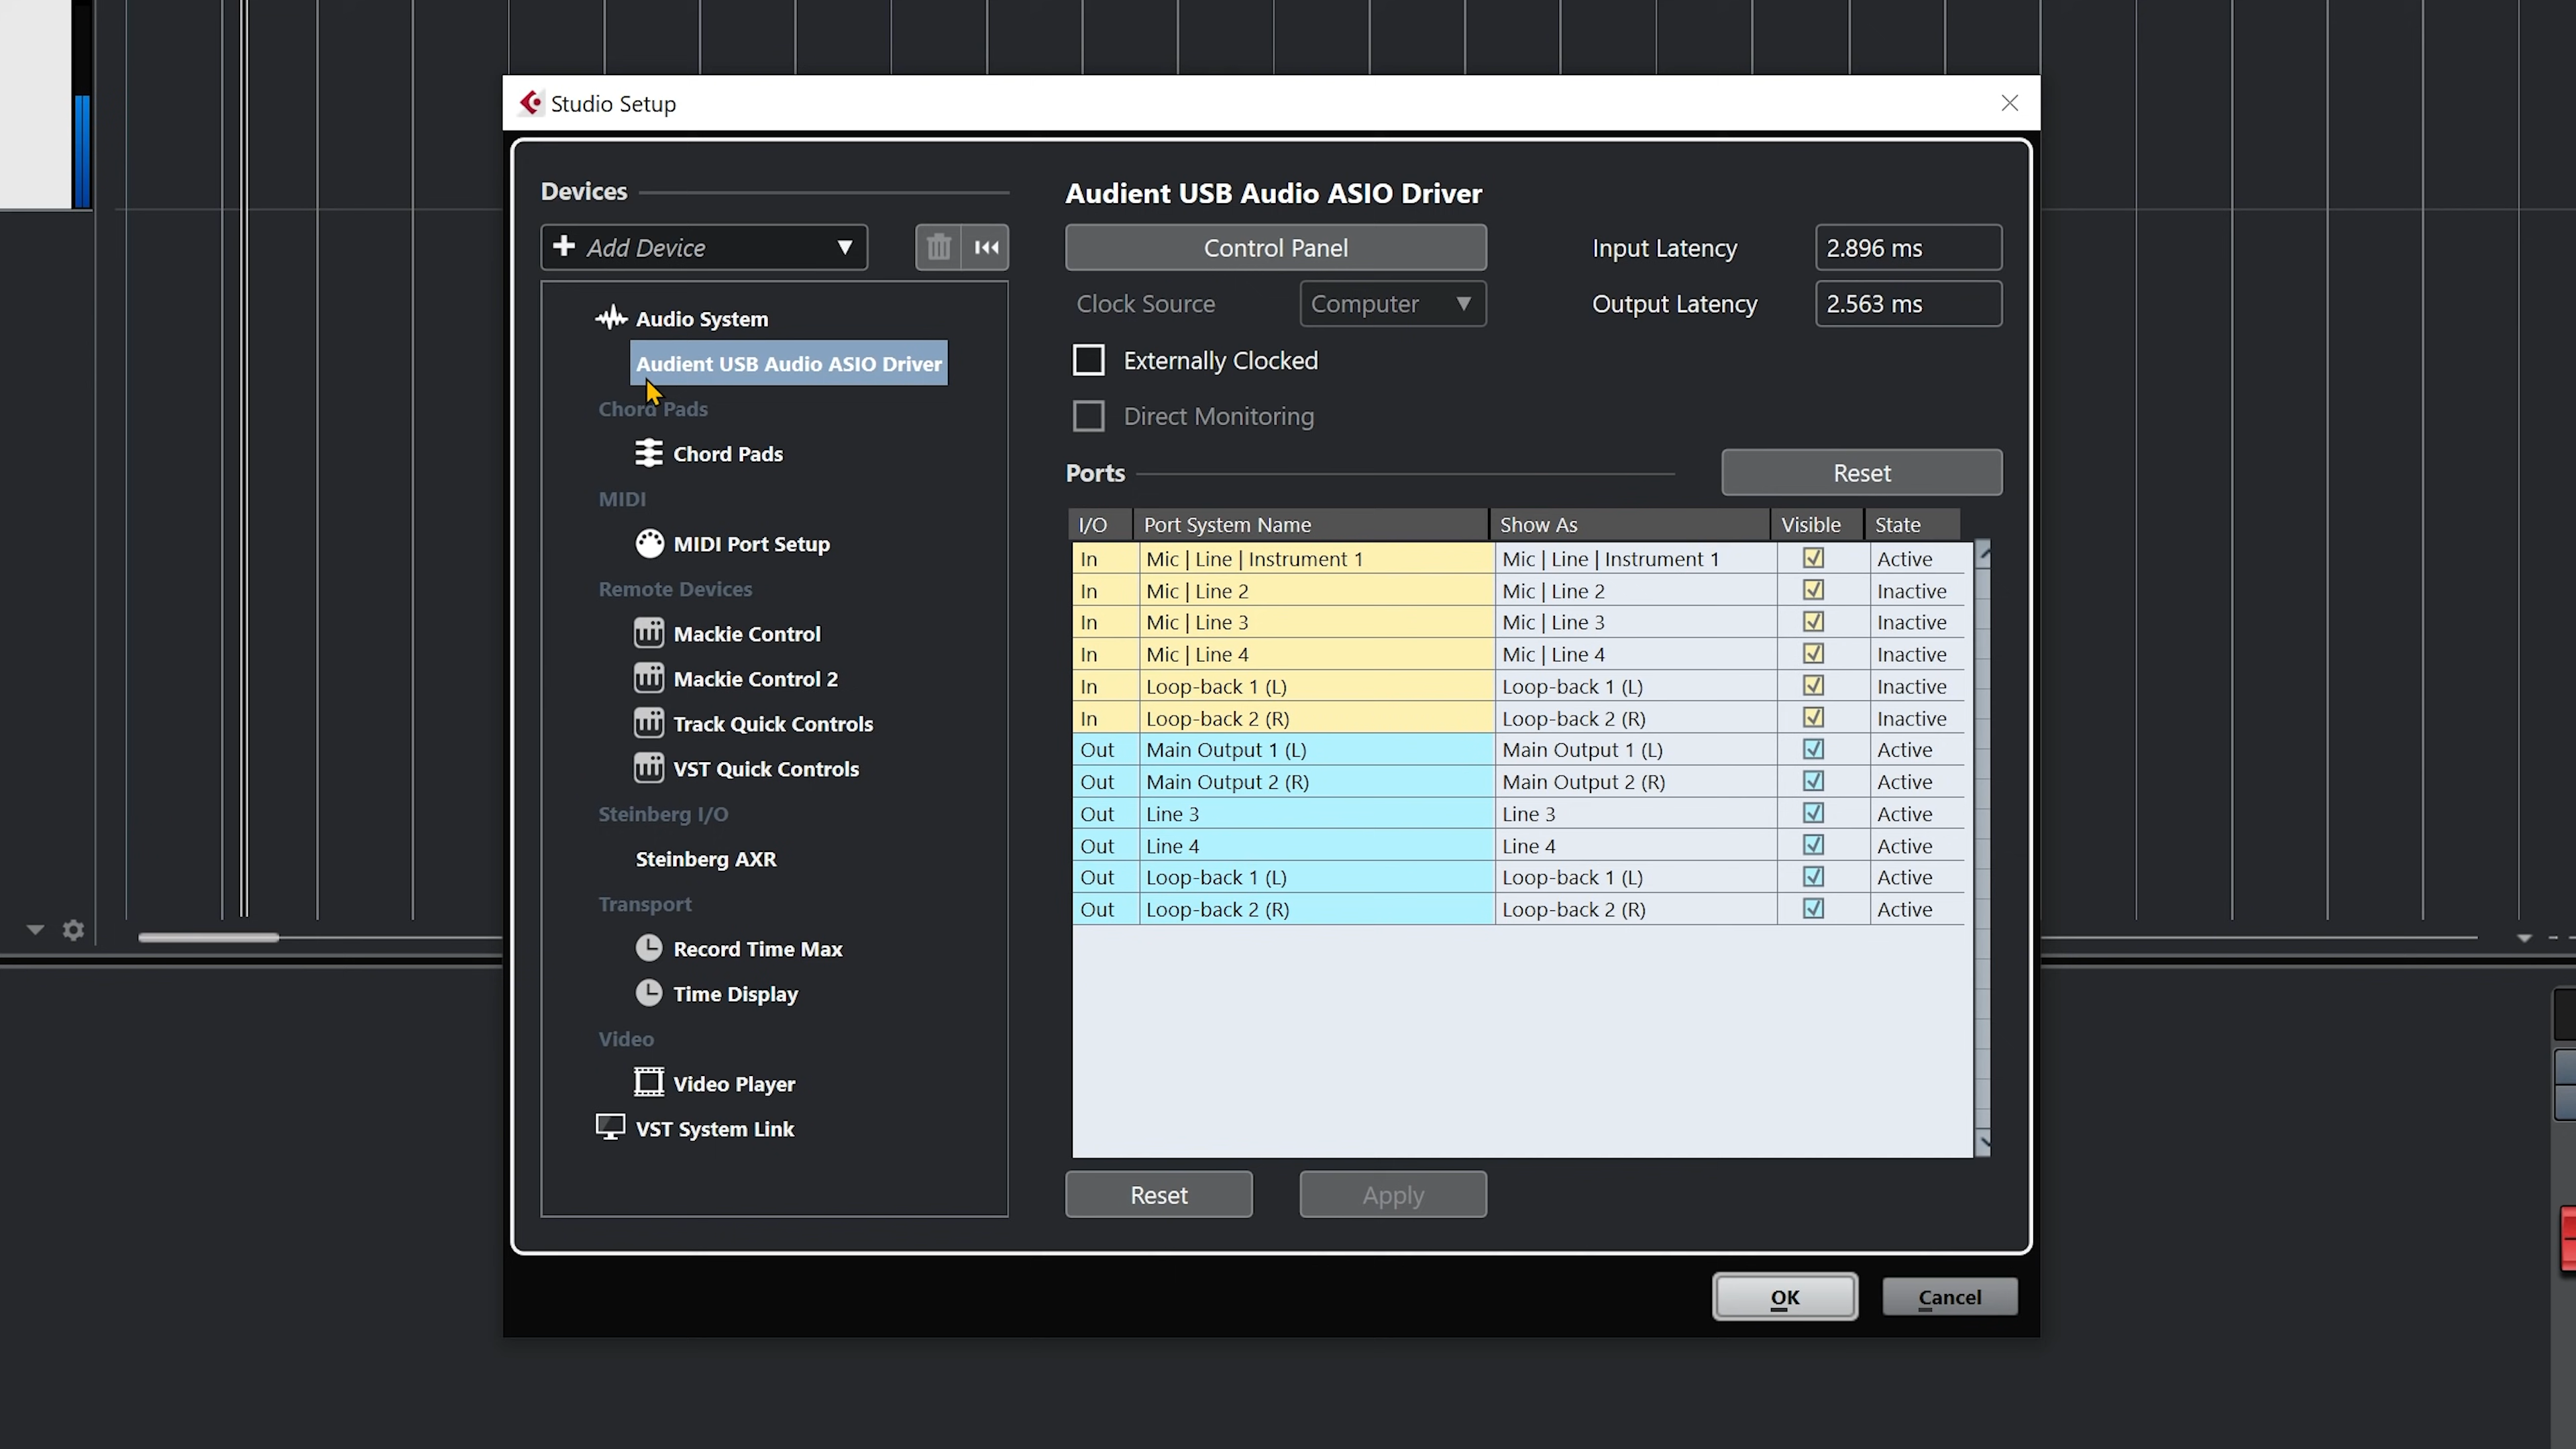 Studio Setup
Devices
Add Device
Audio System
Audient USB Audio ASIO Driver
Chord Pads
Chord Pads
MIDI
MIDI Port Setup
Remote Devices
Mackie Control
Mackie Control 2
Track Quick Controls
VST Quick Controls
Steinberg I/O
Steinberg AXR
Transport
Record Time Max
Time Display
Video
Video Player
VST System Link
Audient USB Audio ASIO Driver
Control Panel
Input Latency 2.896 ms
Clock Source Computer
Output Latency 2.563 ms
Externally Clocked
Direct Monitoring
Ports
Reset
I/O Port System Name Show As Visible State
In Mic | Line | Instrument 1 Mic | Line | Instrument 1 Active
In Mic | Line 2 Mic | Line 2 Inactive
In Mic | Line 3 Mic | Line 3 Inactive
In Mic | Line 4 Mic | Line 4 Inactive
In Loop-back 1 (L) Loop-back 1 (L) Inactive
In Loop-back 2 (R) Loop-back 2 (R) Inactive
Out Main Output 1 (L) Main Output 1 (L) Active
Out Main Output 2 (R) Main Output 2 (R) Active
Out Line 3 Line 3 Active
Out Line 4 Line 4 Active
Out Loop-back 1 (L) Loop-back 1 (L) Active
Out Loop-back 2 (R) Loop-back 2 (R) Active
Reset Apply
OK Cancel